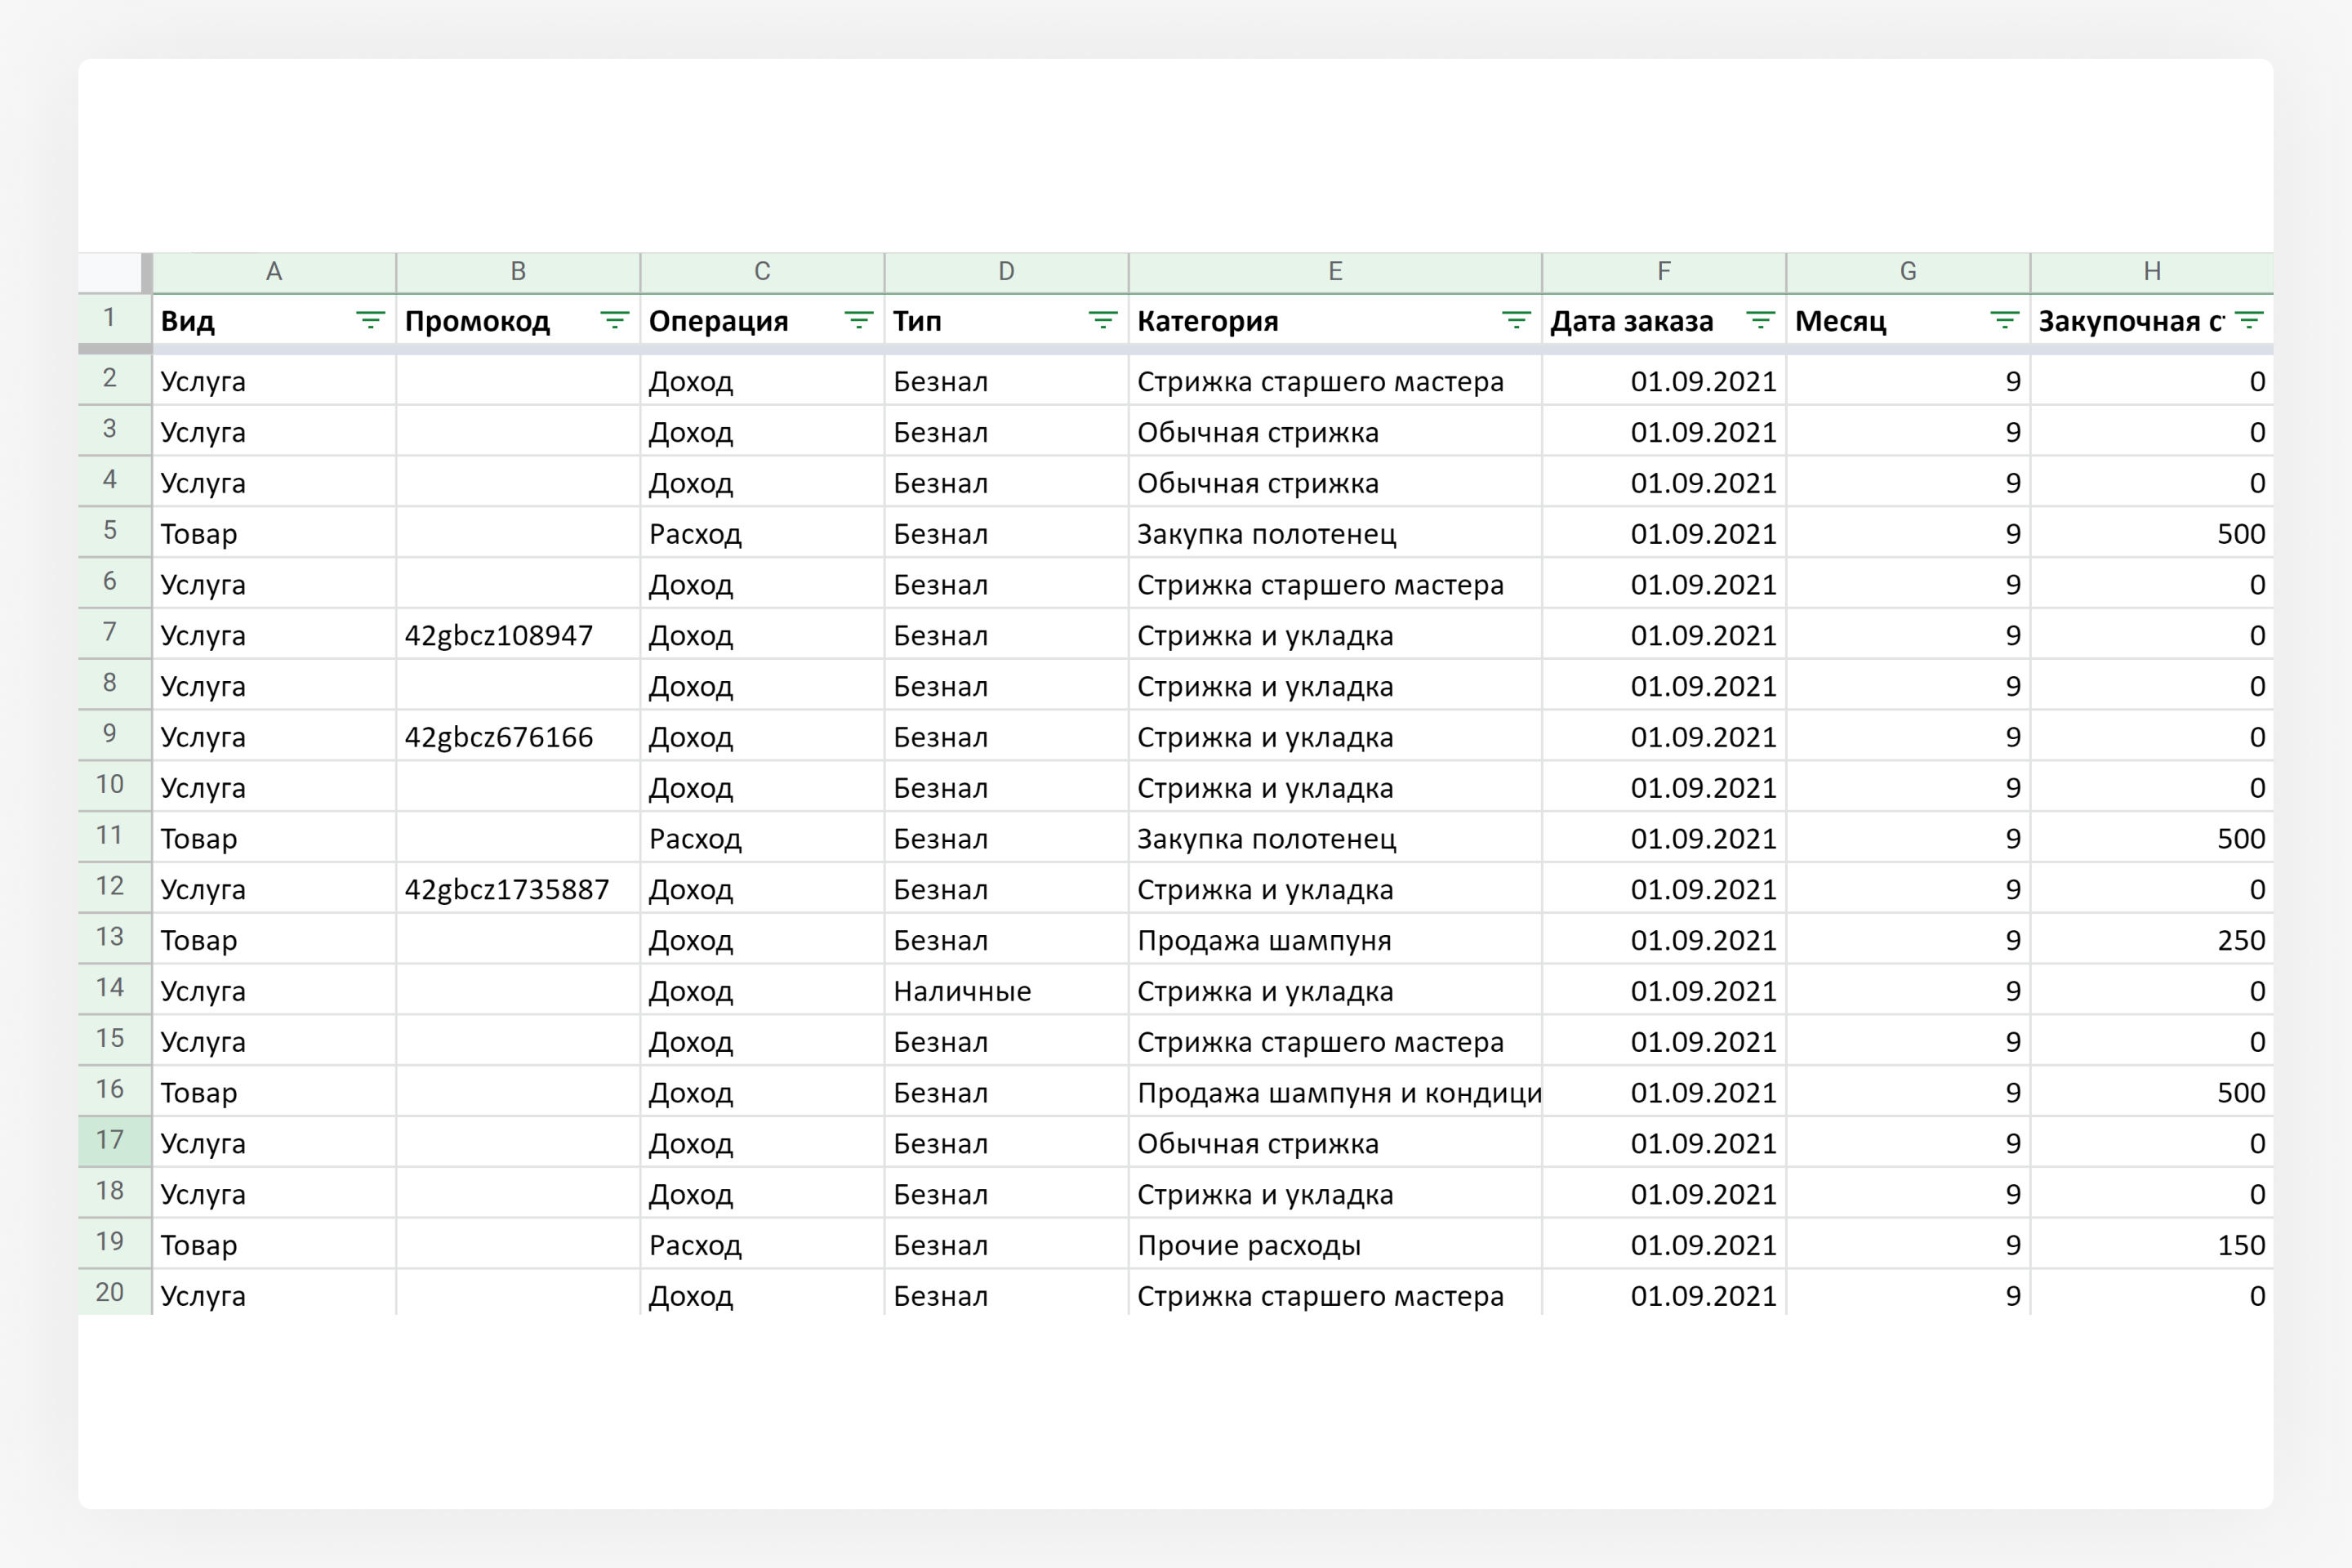 A B C D E F G H
1 Вид Промокод Операция Тип Категория Дата заказа Месяц Закупочная
2 Услуга Доход Безнал Стрижка старшего мастера 01.09.2021 9 0
3 Услуга Доход Безнал Обычная стрижка 01.09.2021 9 0
4 Услуга Доход Безнал Обычная стрижка 01.09.2021 9 0
5 Товар Расход Безнал Закупка полотенец 01.09.2021 9 500
6 Услуга Доход Безнал Стрижка старшего мастера 01.09.2021 9 0
7 Услуга 42gbcz108947 Доход Безнал Стрижка и укладка 01.09.2021 9 0
8 Услуга Доход Безнал Стрижка и укладка 01.09.2021 9 0
9 Услуга 42gbcz676166 Доход Безнал Стрижка и укладка 01.09.2021 9 0
10 Услуга Доход Безнал Стрижка и укладка 01.09.2021 9 0
11 Товар Расход Безнал Закупка полотенец 01.09.2021 9 500
12 Услуга 42gbcz1735887 Доход Безнал Стрижка и укладка 01.09.2021 9 0
13 Товар Доход Безнал Продажа шампуня 01.09.2021 9 250
14 Услуга Доход Наличные Стрижка и укладка 01.09.2021 9 0
15 Услуга Доход Безнал Стрижка старшего мастера 01.09.2021 9 0
16 Товар Доход Безнал Продажа шампуня и кондици 01.09.2021 9 500
17 Услуга Доход Безнал Обычная стрижка 01.09.2021 9 0
18 Услуга Доход Безнал Стрижка и укладка 01.09.2021 9 0
19 Товар Расход Безнал Прочие расходы 01.09.2021 9 150
20 Услуга Доход Безнал Стрижка старшего мастера 01.09.2021 9 0